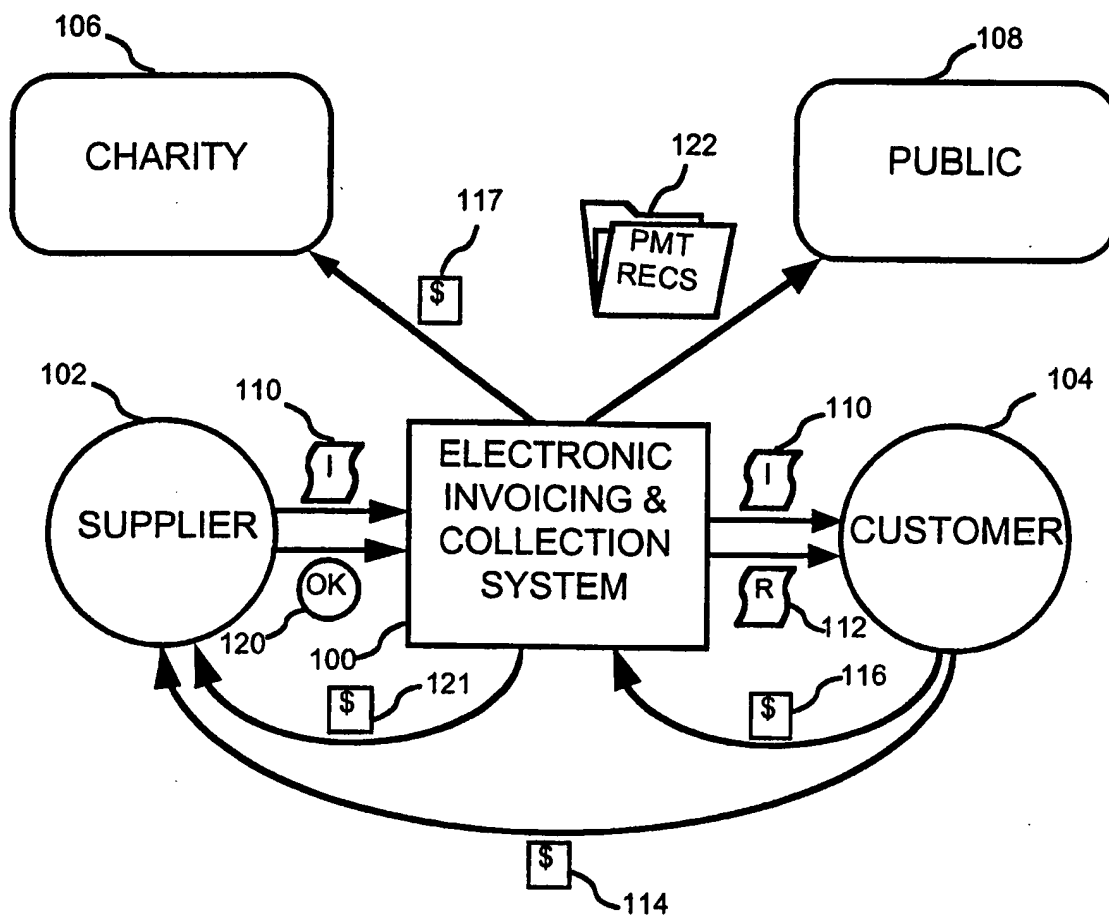 106
108
CHARITY
PUBLIC
122
117
PMT
RECS
$
102
110
110
104
I
I
ELECTRONIC
INVOICING &
COLLECTION
SYSTEM
SUPPLIER
CUSTOMER
OK
R
120
112
100
$
121
$
116
$
114